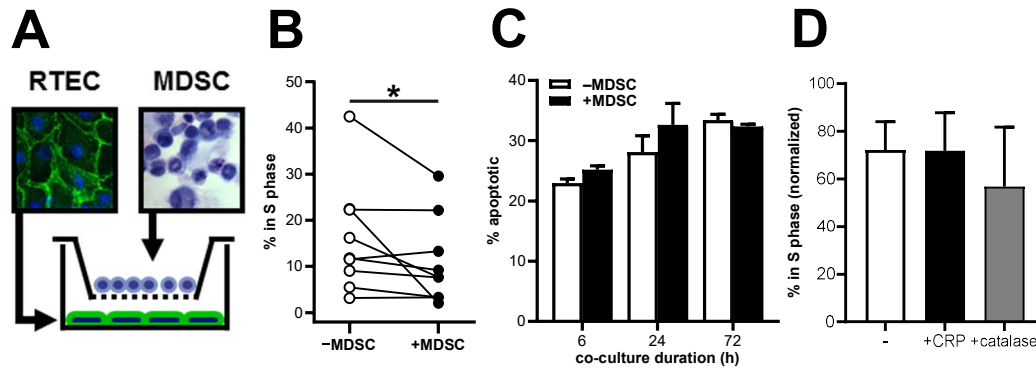 A
RTEC MDSC
B
% in S phase
50
40
30
20
10
0
*
–MDSC +MDSC
C
% apoptotic
40
30
20
10
0
–MDSC
+MDSC
6 24 72
co-culture duration (h)
D
% in S phase (normalized)
100
80
60
40
20
0
- +CRP +catalase